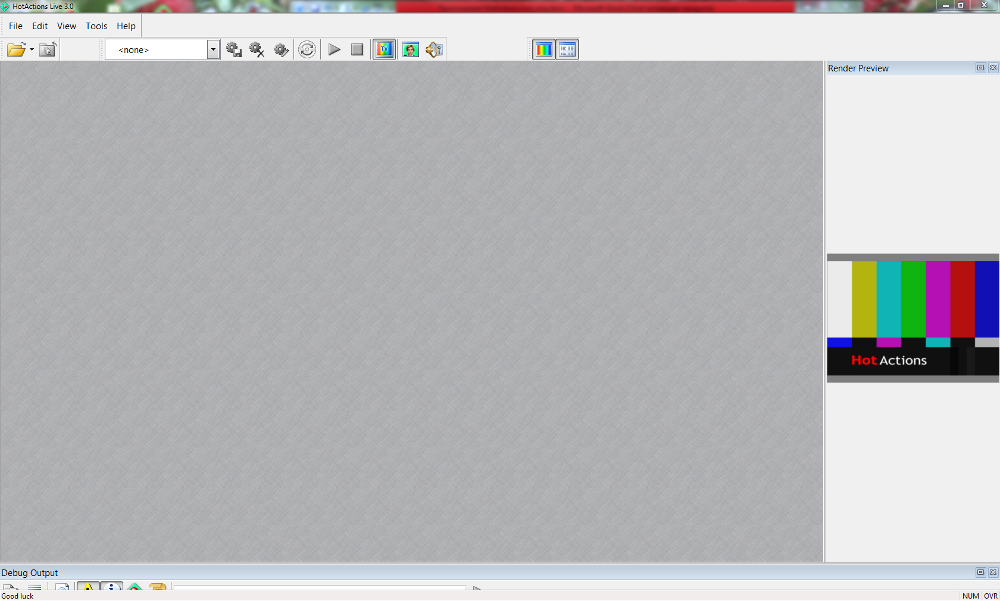 HotActions Live 3.0
File Edit View Tools Help
<none>
TV
Render Preview
Hot Actions
Debug Output
Good luck
NUM OVR